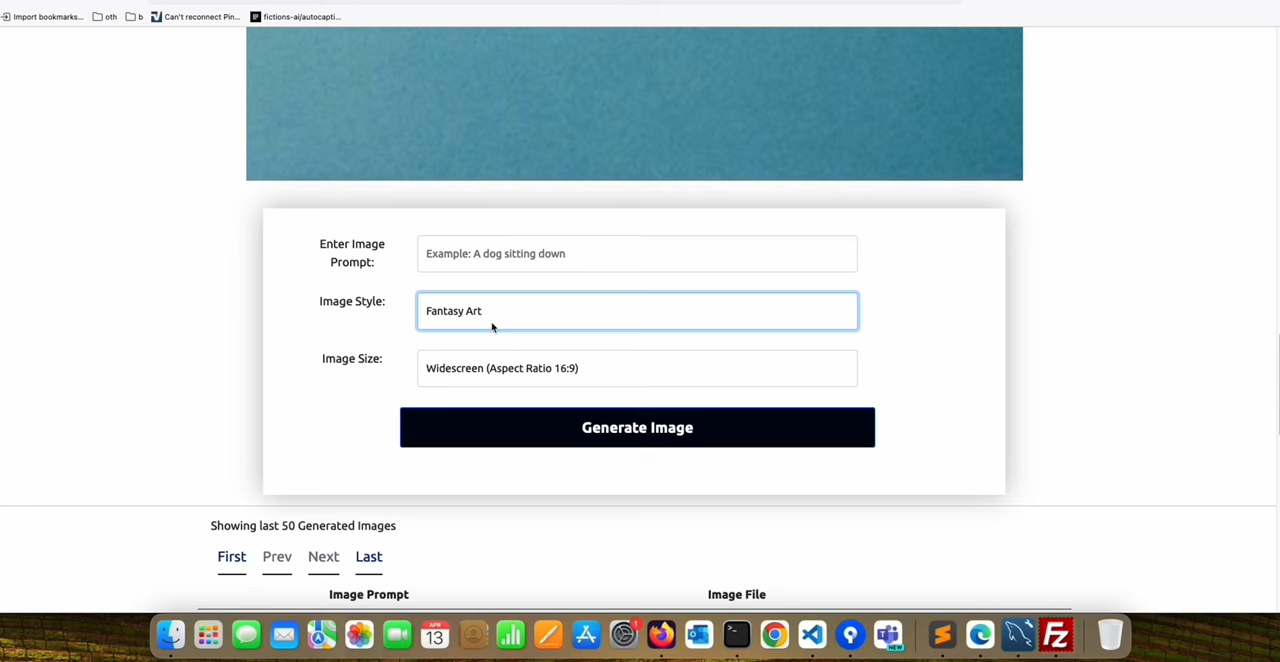 Import bookmarks... oth b Can't reconnect Pin... fictions-ai/autocapti...
Enter Image
Prompt:
Example: A dog sitting down
Image Style:
Fantasy Art
Image Size:
Widescreen (Aspect Ratio 16:9)
Generate Image
Showing last 50 Generated Images
First Prev Next Last
Image Prompt Image File
APR
13
1
NEW